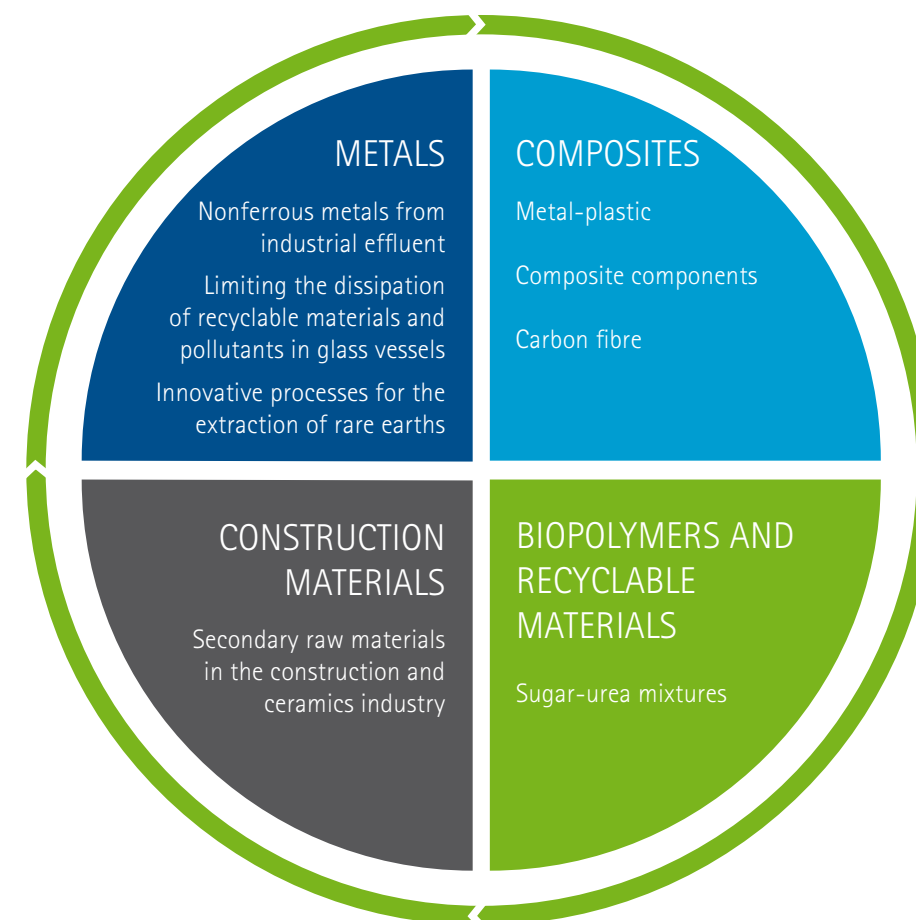 METALS
Nonferrous metals from
industrial effluent
Limiting the dissipation
of recyclable materials and
pollutants in glass vessels
Innovative processes for the
extraction of rare earths
COMPOSITES
Metal-plastic
Composite components
Carbon fibre
CONSTRUCTION
MATERIALS
Secondary raw materials
in the construction and
ceramics industry
BIOPOLYMERS AND
RECYCLABLE
MATERIALS
Sugar-urea mixtures